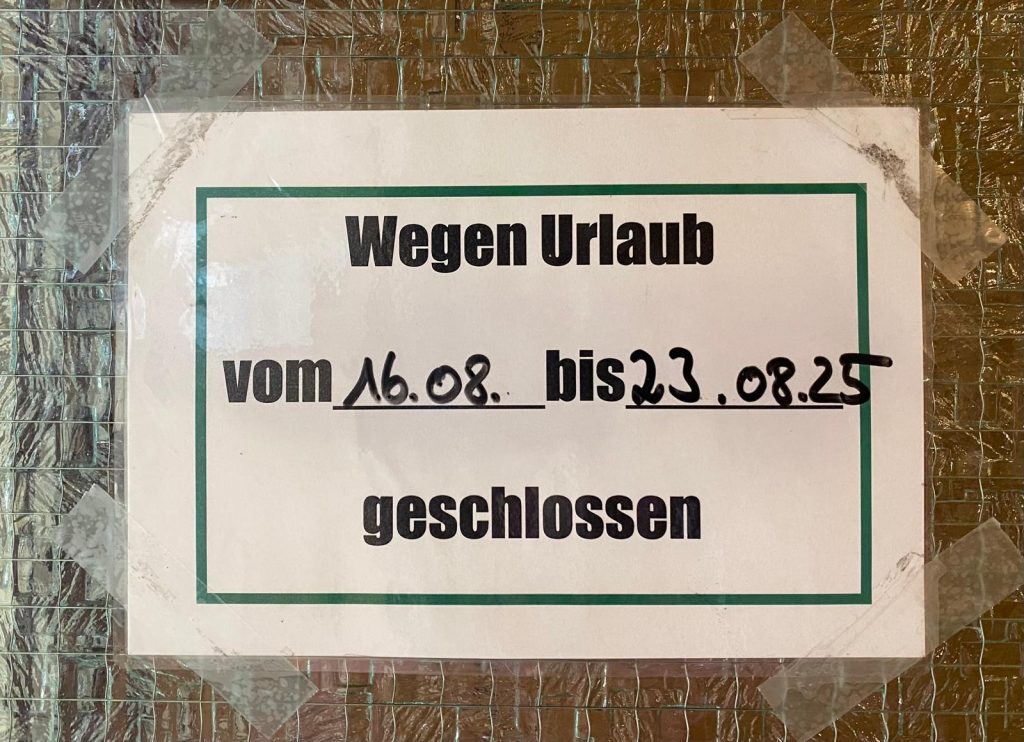 Wegen Urlaub
vom 16.08. bis 23.08.25
geschlossen